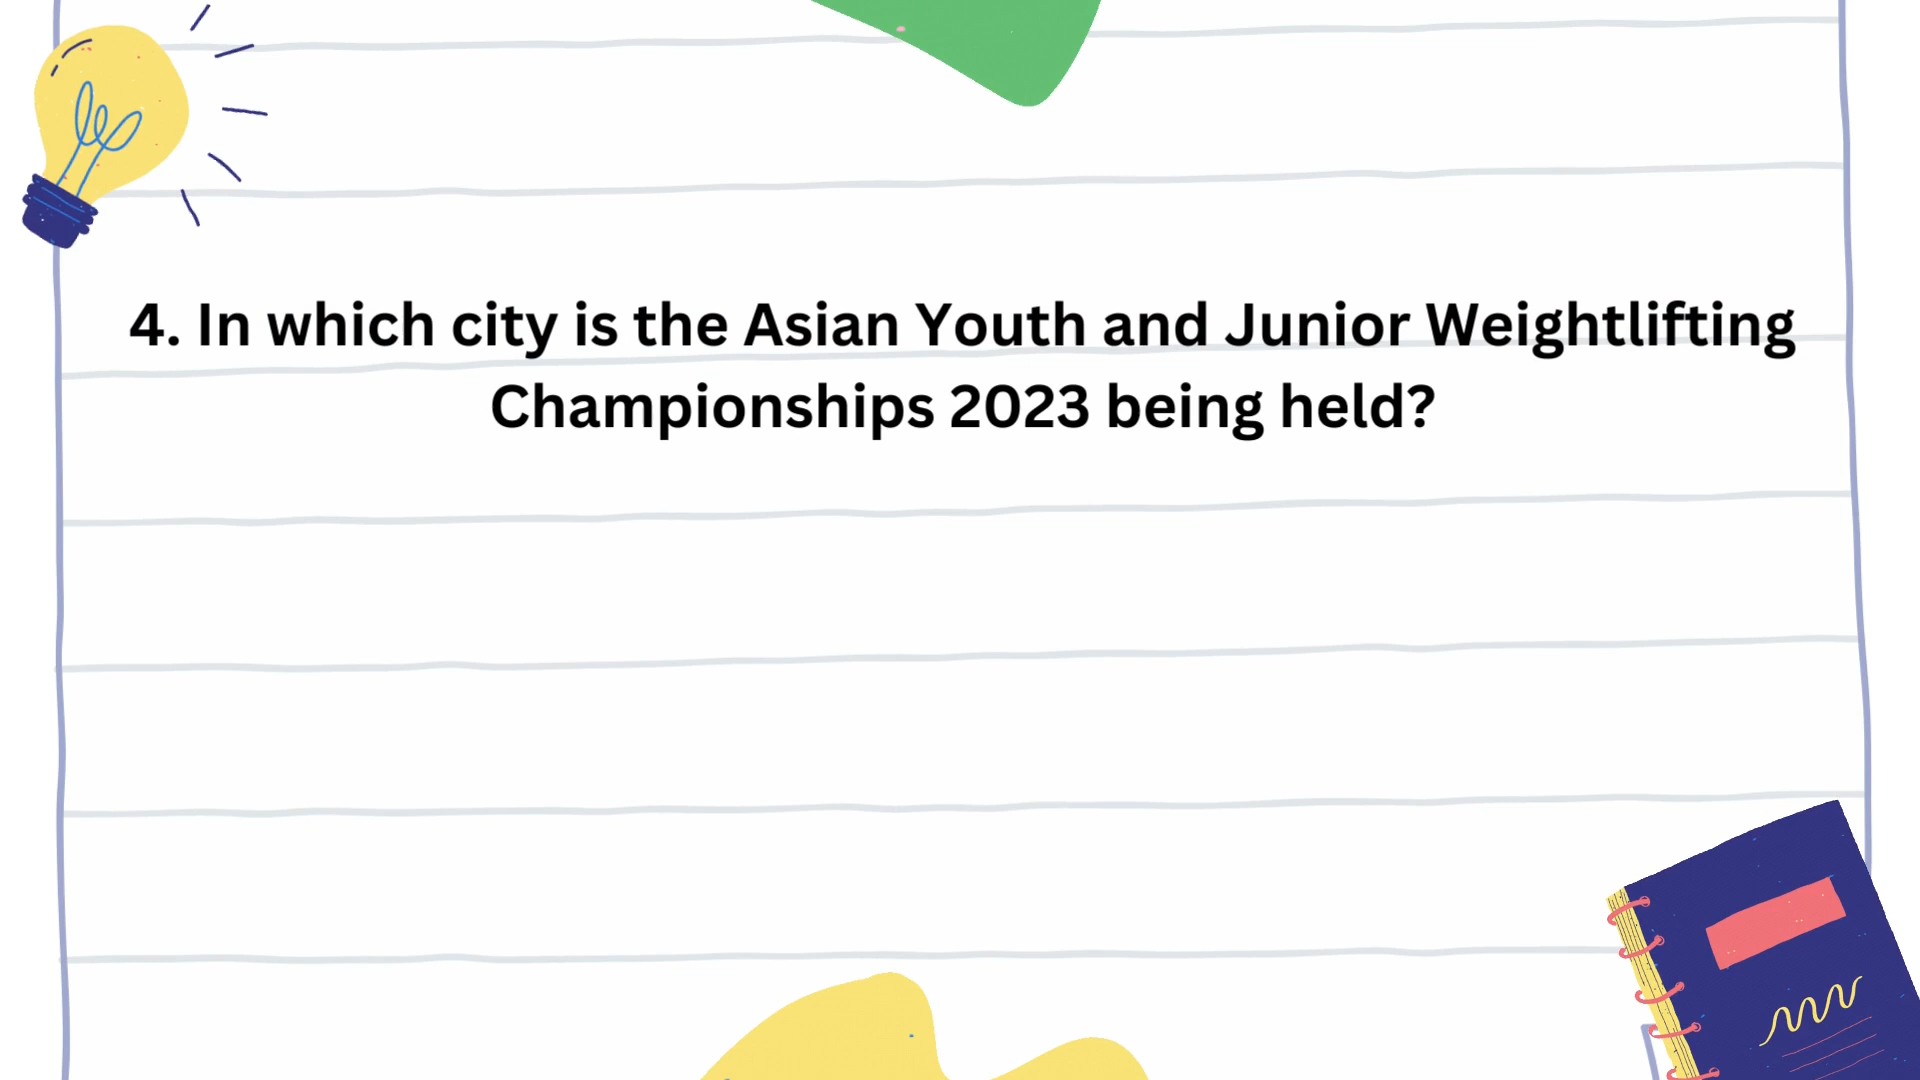 4. In which city is the Asian Youth and Junior Weightlifting
Championships 2023 being held?